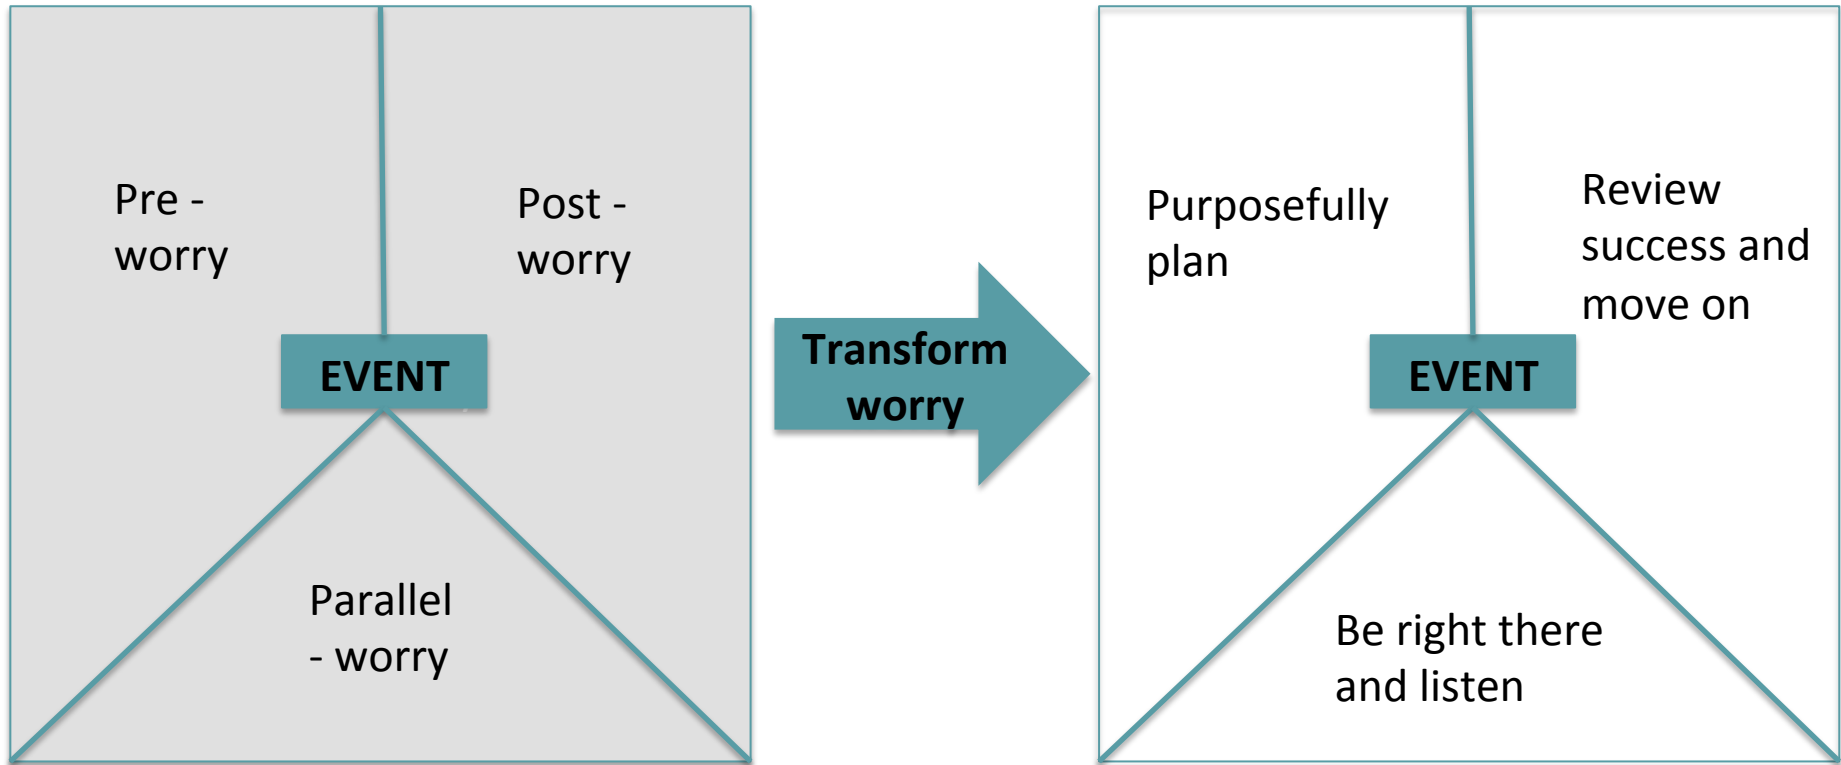 Pre -
worry
Post -
worry
EVENT
Parallel
- worry
Transform
worry
Purposefully
plan
Review
success and
move on
EVENT
Be right there
and listen